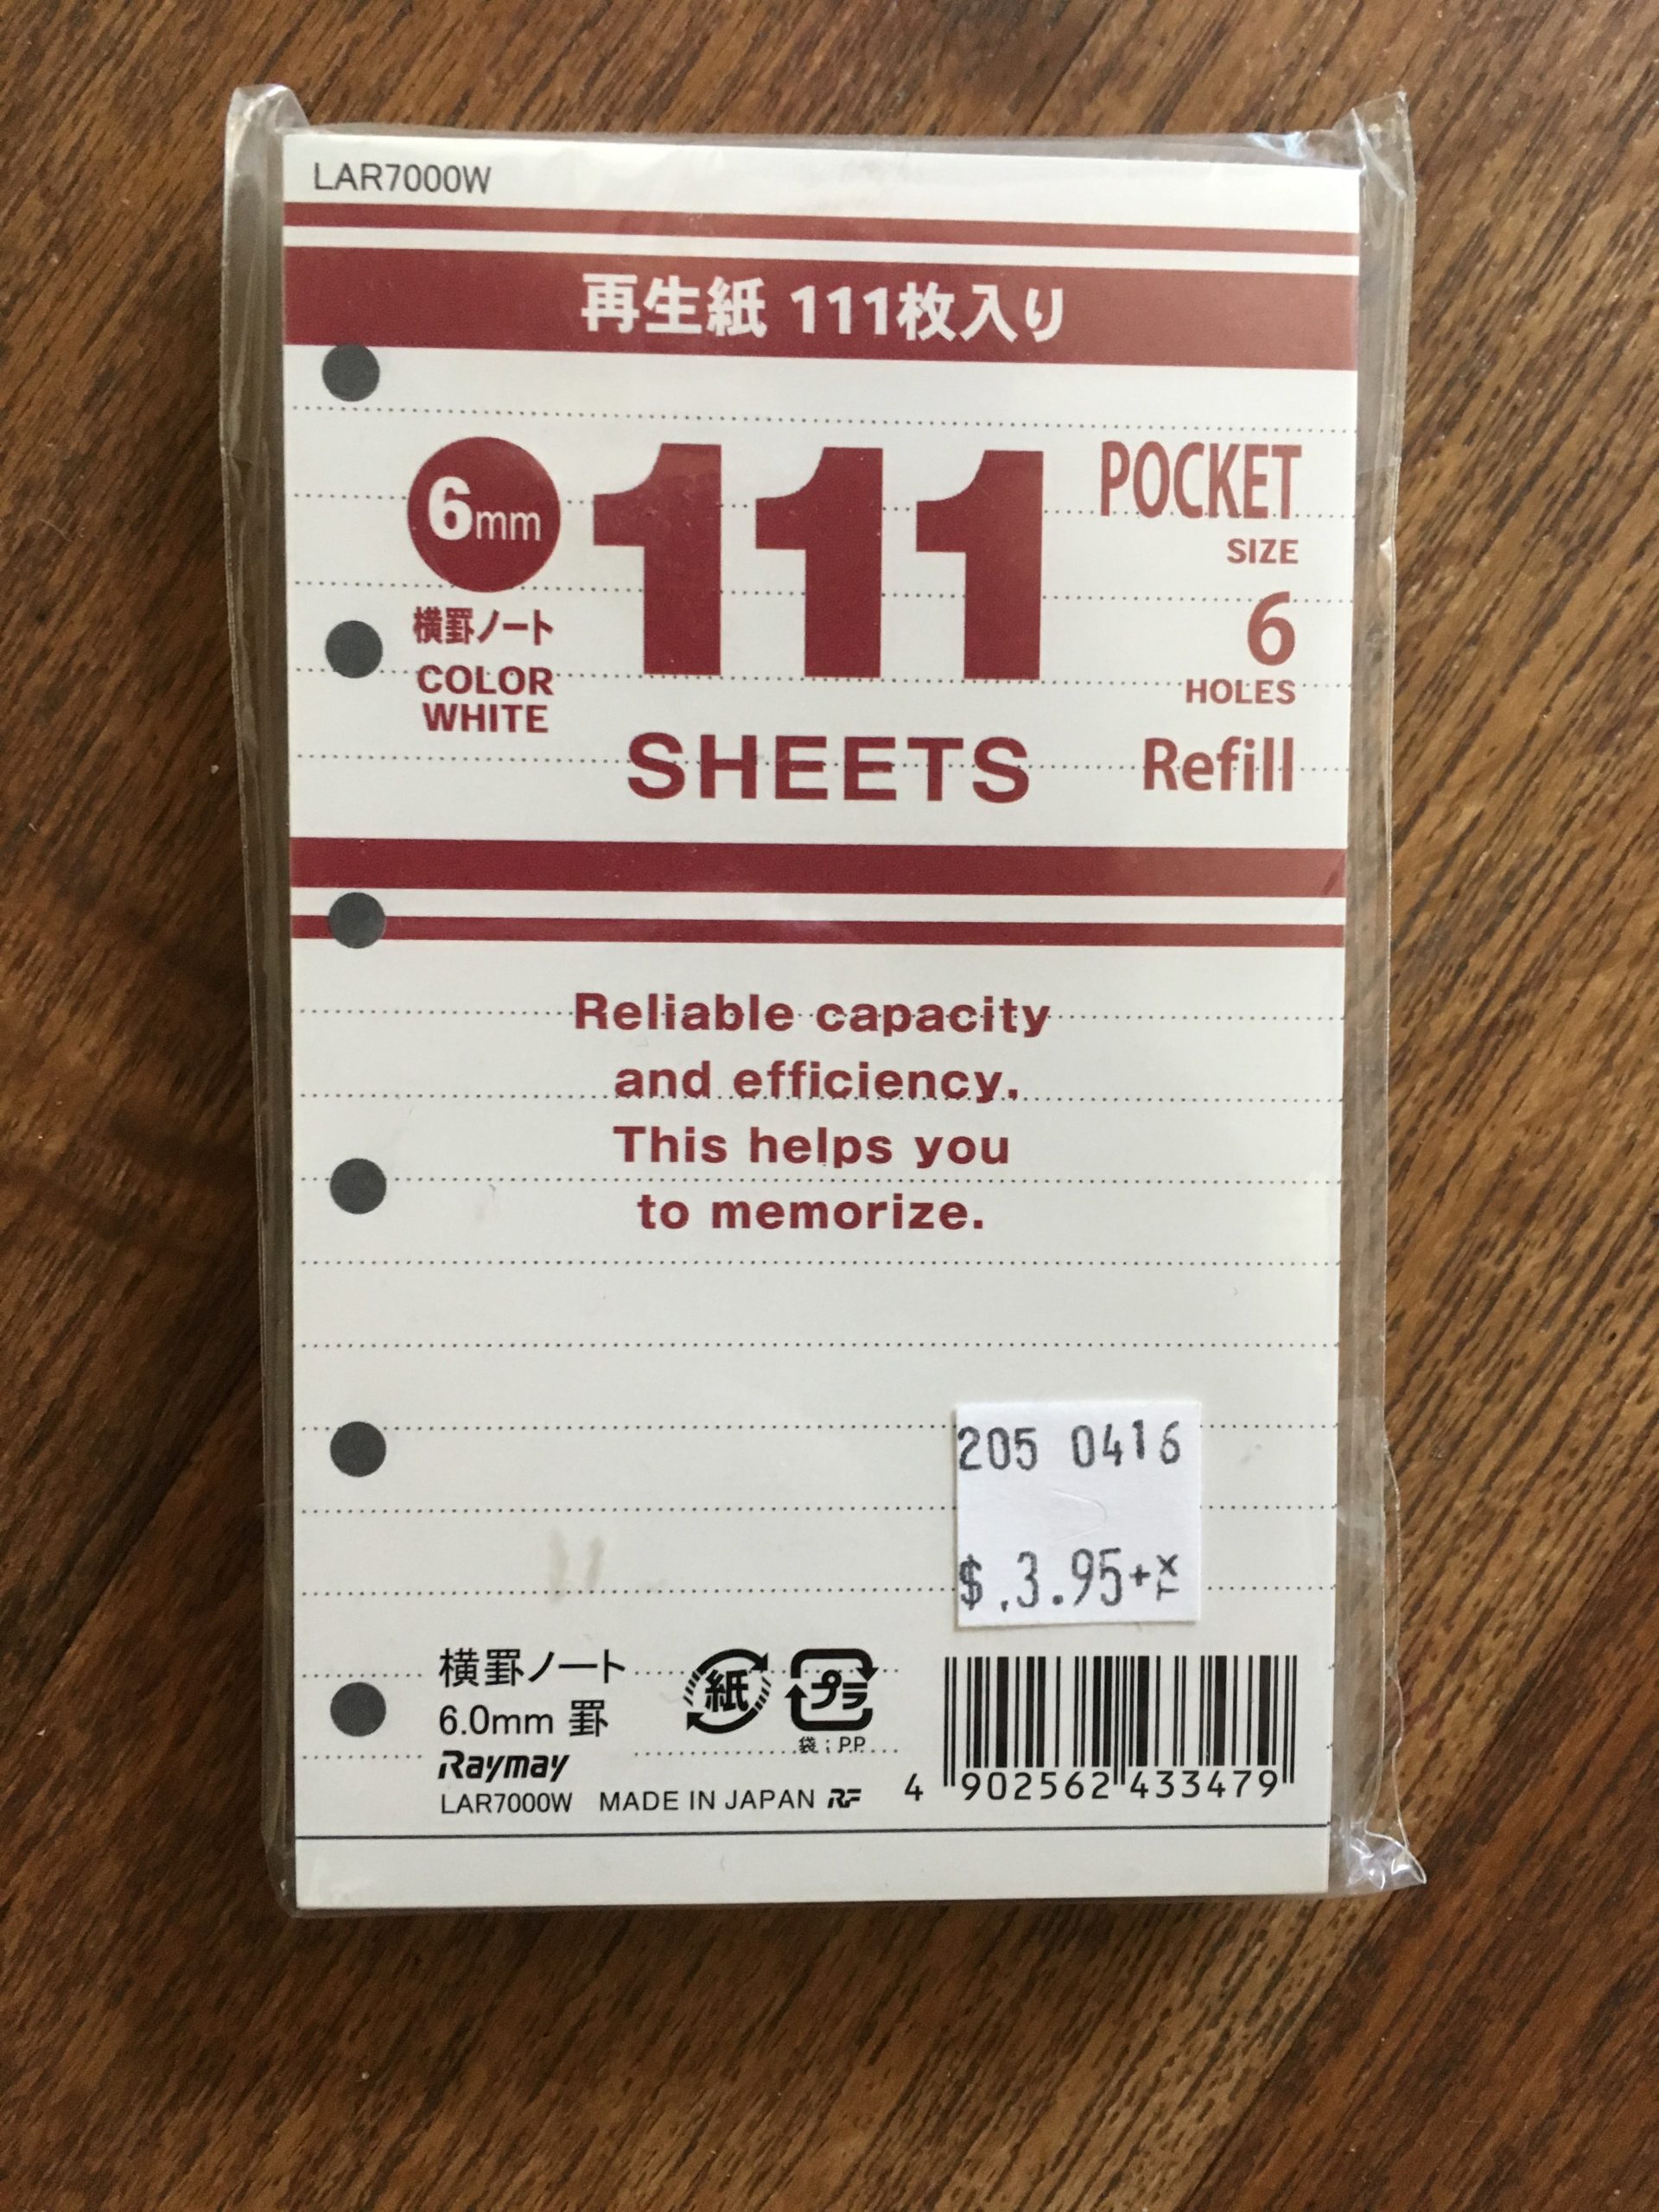 LAR7000W
再生紙 111枚入り
6mm
横罫ノート
COLOR
WHITE
111
SHEETS
POCKET
SIZE
6
HOLES
Refill
Reliable capacity
and efficiency.
This helps you
to memorize.
205 0416
$.3.95+
横罫ノート
6.0mm 罫
Raymay
LAR7000W MADE IN JAPAN RF
紙
プラ
袋:PP
4 902562 433479